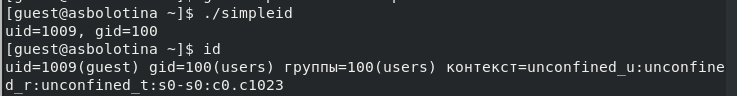 [guest@asbolotina ~]$ ./simpleid
uid=1009, gid=100
[guest@asbolotina ~]$ id
uid=1009(guest) gid=100(users) группы=100(users) контекст=unconfined_u:unconfine
d_r:unconfined_t:s0-s0:c0.c1023